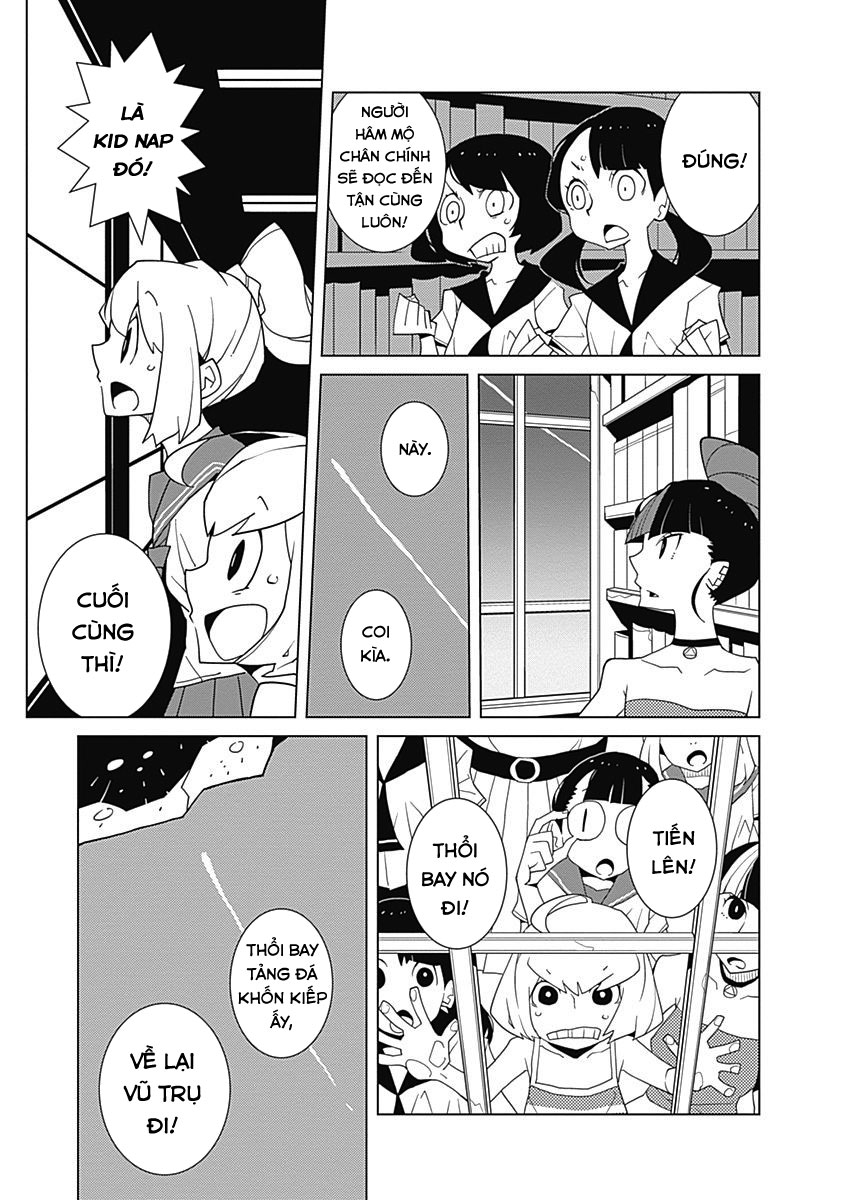 ĐÚNG!
NGƯỜI
HÂM MỘ
CHÂN CHÍNH
SẼ ĐỌC ĐẾN
TẬN CÙNG
LUÔN!
NÀY.
COI
KÌA.
LÀ
KID NAP
ĐÓ!
CUỐI
CÙNG
THÌ!
TIẾN
LÊN!
THỔI
BAY NÓ
ĐI!
THỔI BAY
TẢNG ĐÁ
KHỐN KIẾP
ẤY,
VỀ LẠI
VŨ TRỤ
ĐI!